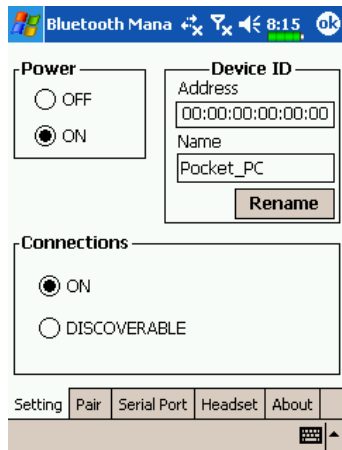 Bluetooth Mana 8:15 ok
Power
OFF
ON
Device ID
Address
00:00:00:00:00:00
Name
Pocket_PC
Rename
Connections
ON
DISCOVERABLE
Setting Pair Serial Port Headset About